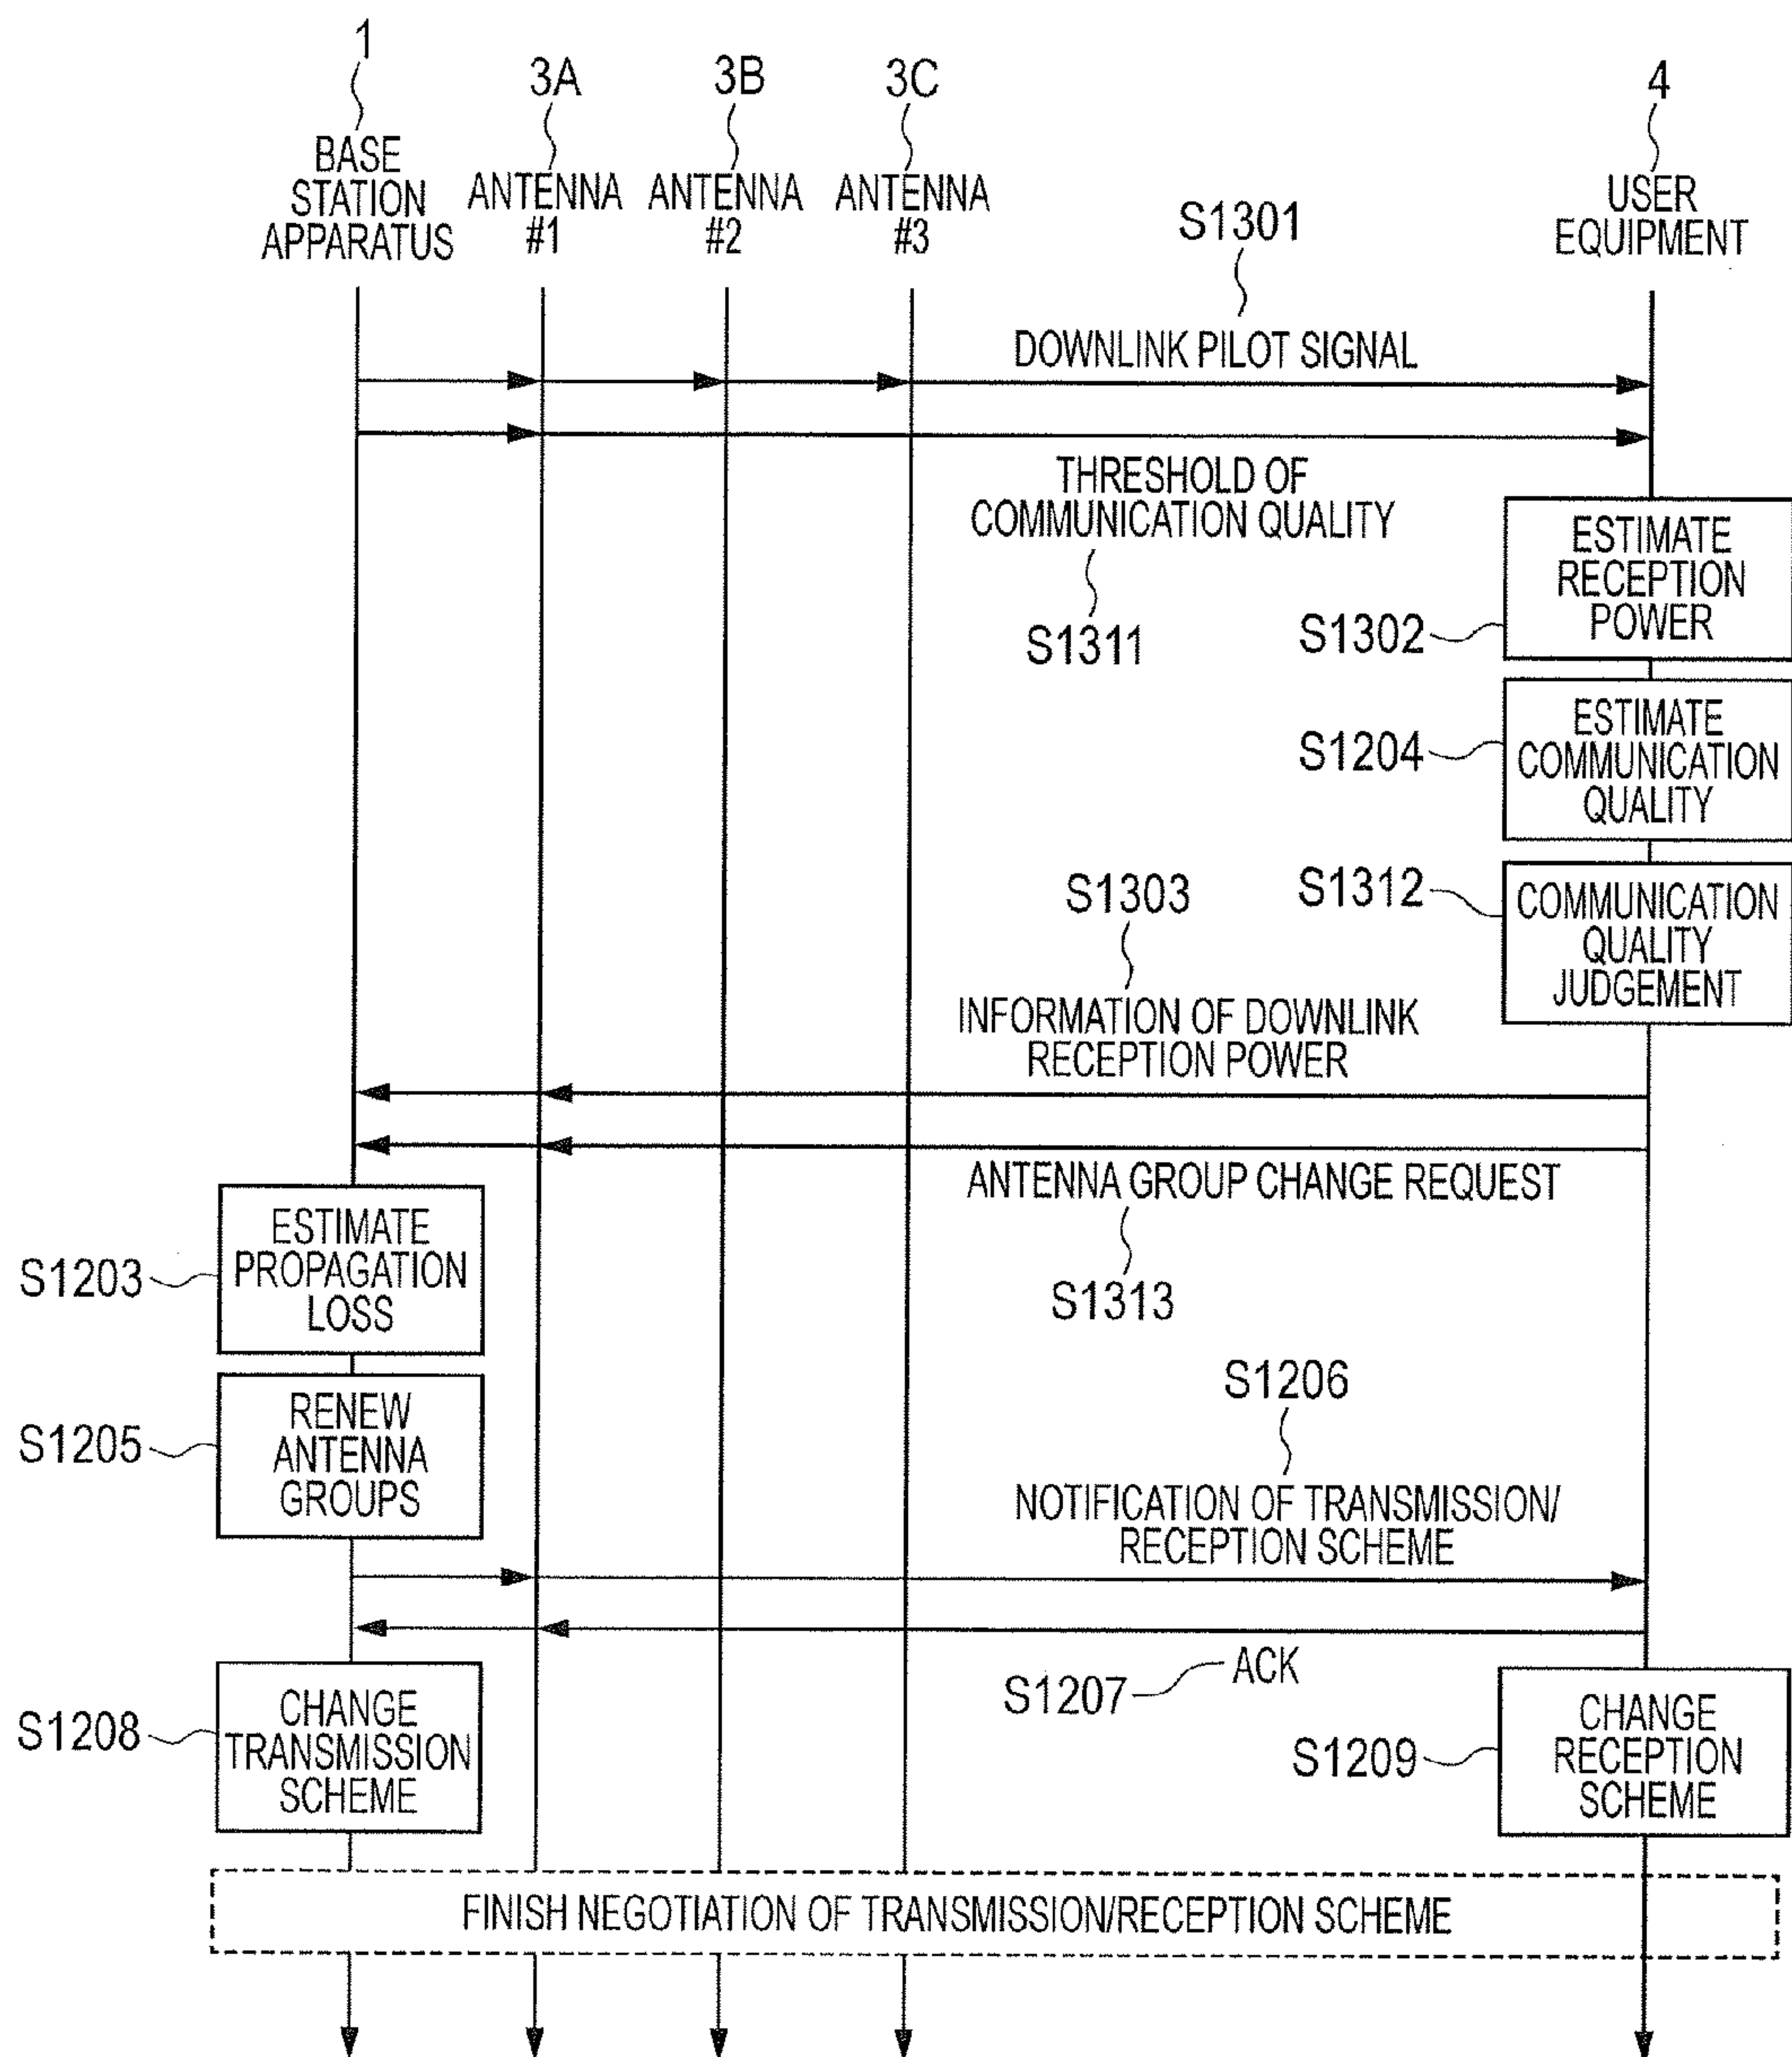 1
3A
3B
3C
4
BASE
STATION
APPARATUS
ANTENNA
#1
ANTENNA
#2
ANTENNA
#3
USER
EQUIPMENT
S1301
DOWNLINK PILOT SIGNAL
THRESHOLD OF
COMMUNICATION QUALITY
S1311
ESTIMATE
RECEPTION
POWER
S1302
ESTIMATE
COMMUNICATION
QUALITY
S1204
COMMUNICATION
QUALITY
JUDGEMENT
S1312
S1303
INFORMATION OF DOWNLINK
RECEPTION POWER
ANTENNA GROUP CHANGE REQUEST
S1313
ESTIMATE
PROPAGATION
LOSS
S1203
RENEW
ANTENNA
GROUPS
S1205
S1206
NOTIFICATION OF TRANSMISSION/
RECEPTION SCHEME
ACK
S1207
CHANGE
TRANSMISSION
SCHEME
S1208
CHANGE
RECEPTION
SCHEME
S1209
FINISH NEGOTIATION OF TRANSMISSION/RECEPTION SCHEME